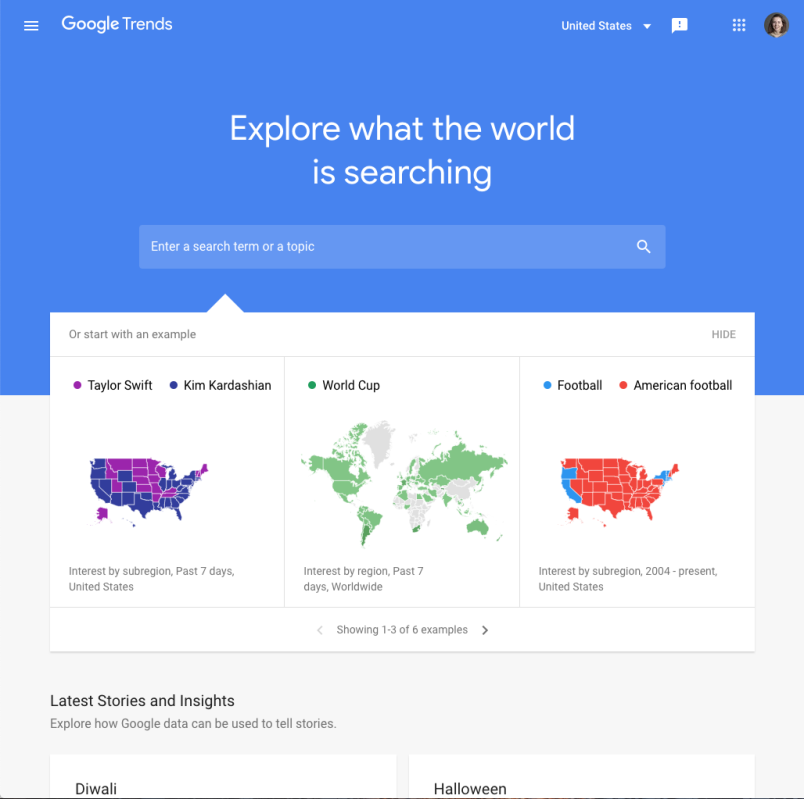 Google Trends
United States
Explore what the world
is searching
Enter a search term or a topic
Or start with an example
HIDE
Taylor Swift Kim Kardashian
World Cup
Football American football
Interest by subregion, Past 7 days,
United States
Interest by region, Past 7
days, Worldwide
Interest by subregion, 2004 - present,
United States
Showing 1-3 of 6 examples
Latest Stories and Insights
Explore how Google data can be used to tell stories.
Diwali
Halloween